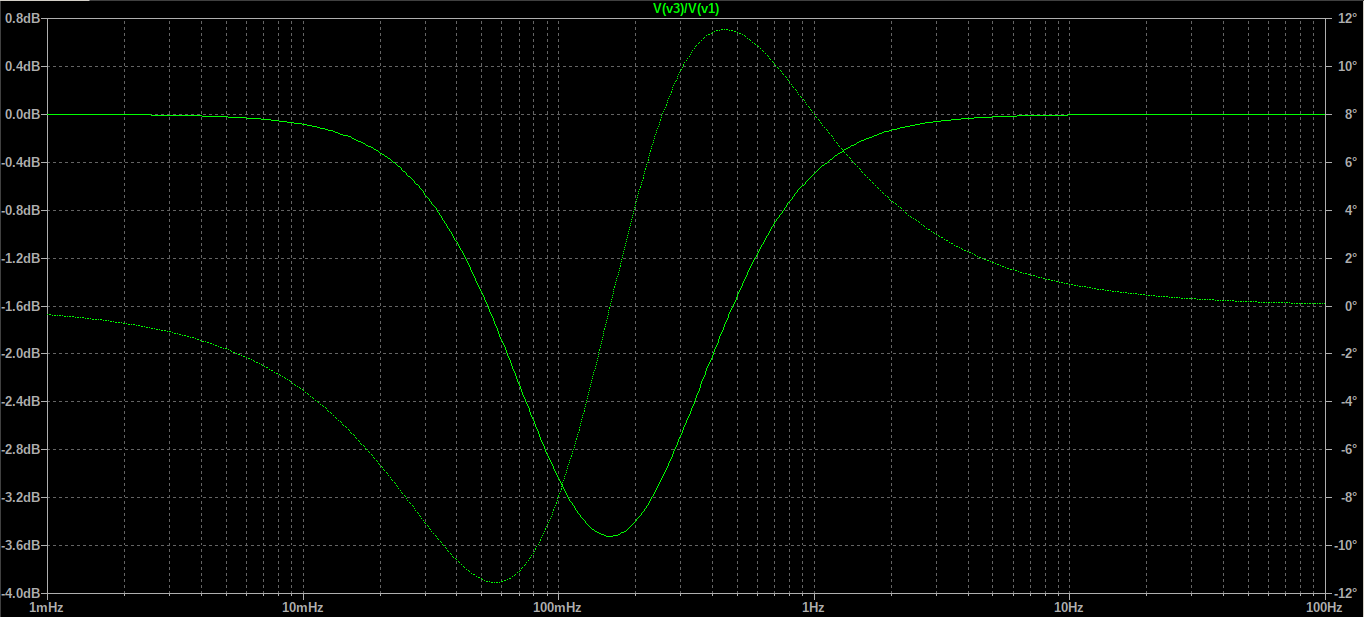 V(v3)/V(v1)
0.8dB 12°
0.4dB 10°
0.0dB 8°
-0.4dB 6°
-0.8dB 4°
-1.2dB 2°
-1.6dB 0°
-2.0dB -2°
-2.4dB -4°
-2.8dB -6°
-3.2dB -8°
-3.6dB -10°
-4.0dB -12°
1mHz 10mHz 100mHz 1Hz 10Hz 100Hz